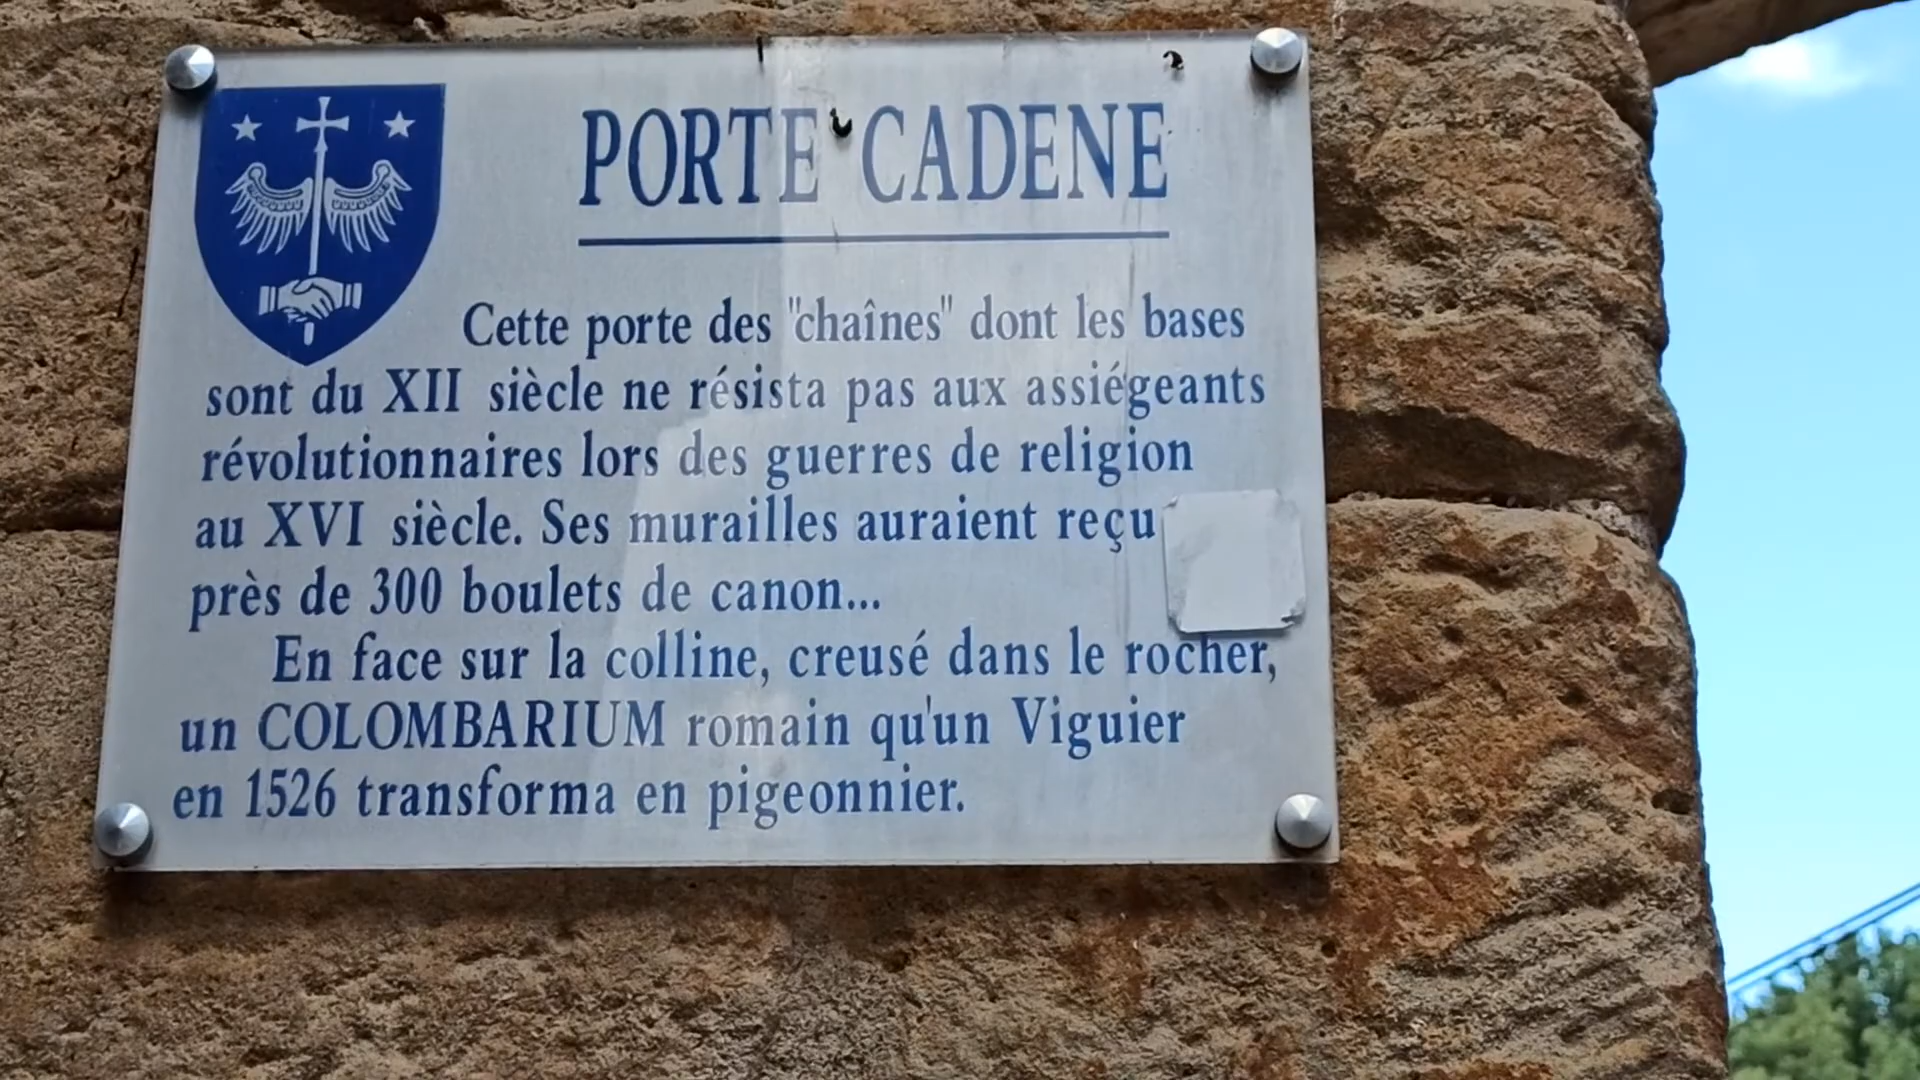 PORTE CADENE
Cette porte des "chaînes" dont les bases
sont du XII siècle ne résista pas aux assiégeants
révolutionnaires lors des guerres de religion
au XVI siècle. Ses murailles auraient reçu
près de 300 boulets de canon...
En face sur la colline, creusé dans le rocher,
un COLOMBARIUM romain qu'un Viguier
en 1526 transforma en pigeonnier.